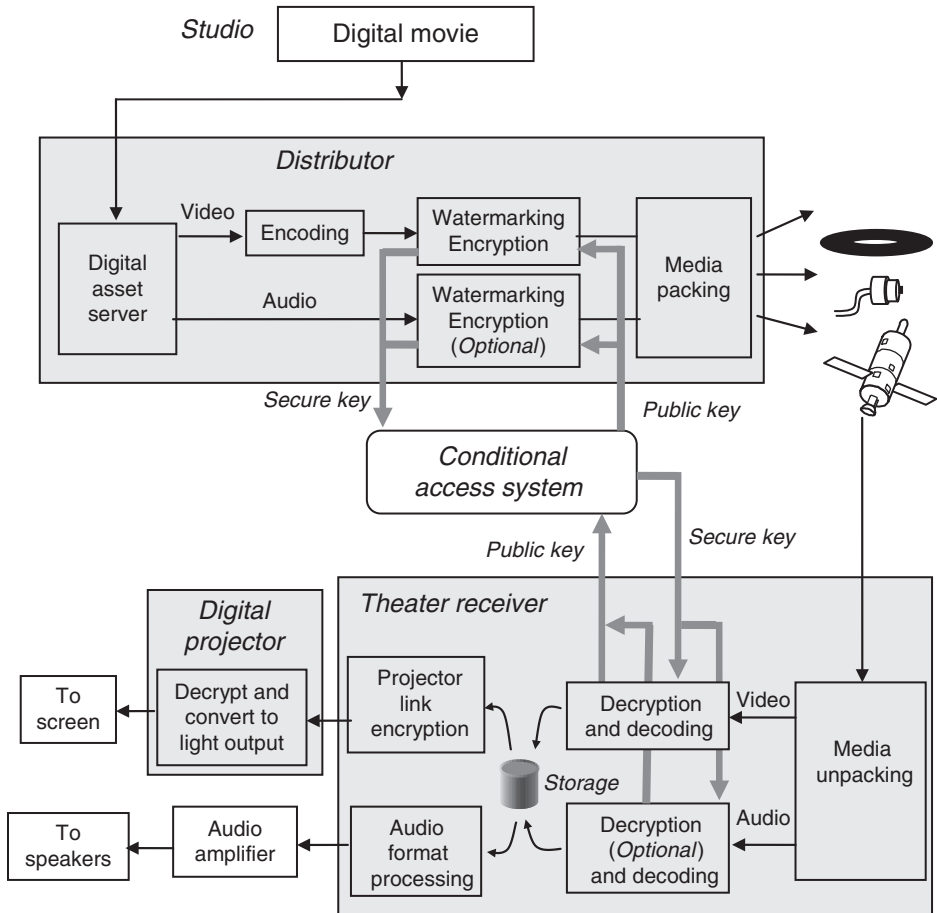 Studio
Digital movie
Distributor
Video
Encoding
Watermarking
Encryption
Digital
asset
server
Media
packing
Audio
Watermarking
Encryption
(Optional)
Secure key
Public key
Conditional
access system
Public key
Secure key
Theater receiver
Digital
projector
To
screen
Decrypt and
convert to
light output
Projector
link
encryption
Decryption
and decoding
Video
Media
unpacking
Storage
To
speakers
Audio
amplifier
Audio
format
processing
Decryption
(Optional)
and decoding
Audio